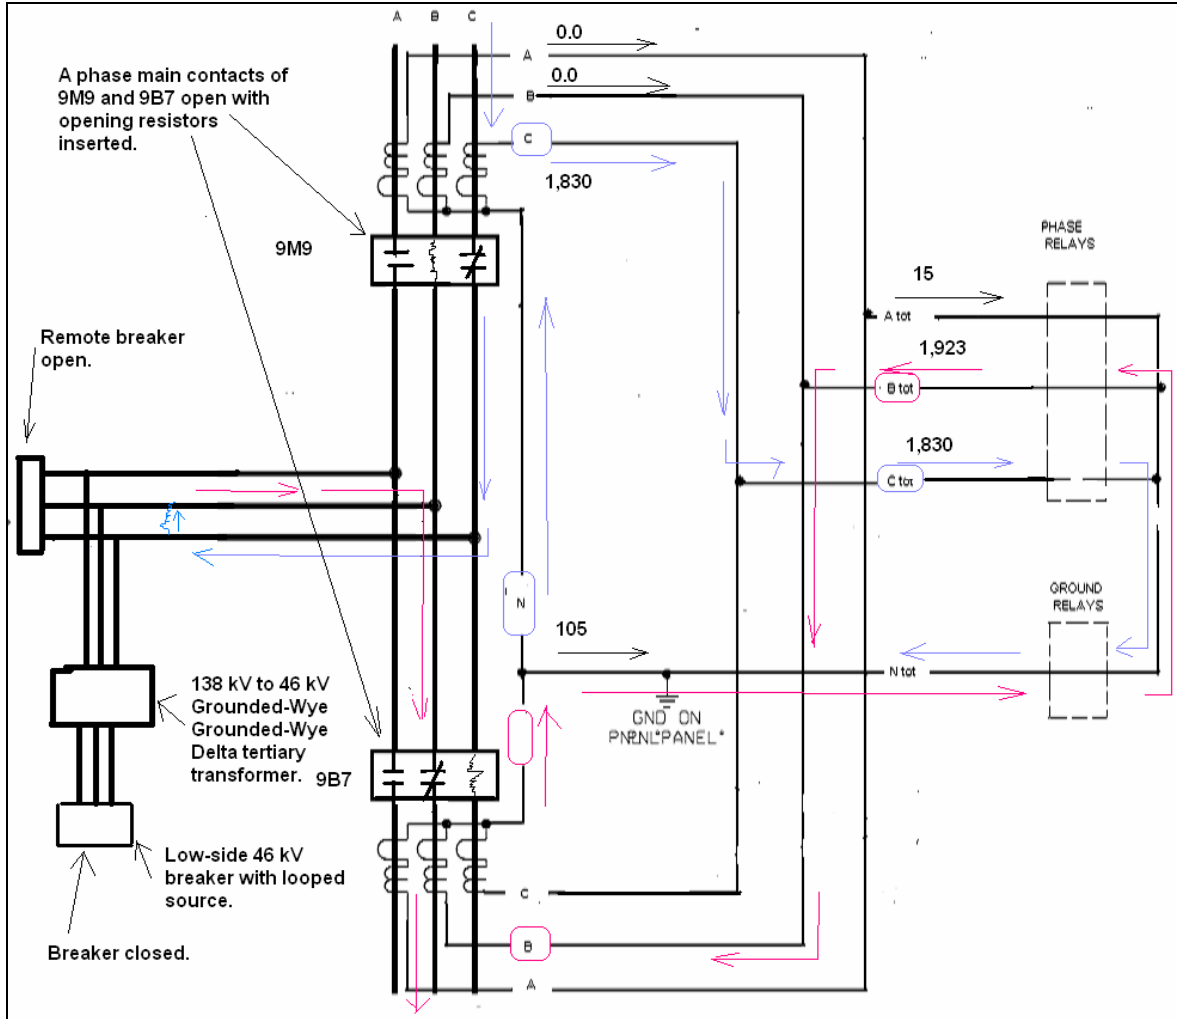 A B C
0.0
A
0.0
B
A phase main contacts of
9M9 and 9B7 open with
opening resistors
inserted.
C
1,830
9M9
PHASE
RELAYS
15
A tot
Remote breaker
open.
1,923
B tot
1,830
C tot
N
GROUND
RELAYS
105
N tot
138 kV to 46 kV
Grounded-Wye
Grounded-Wye
Delta tertiary
transformer.
GND ON
PNLNL"PANEL"
9B7
Low-side 46 kV
breaker with looped
source.
C
Breaker closed.
B
A